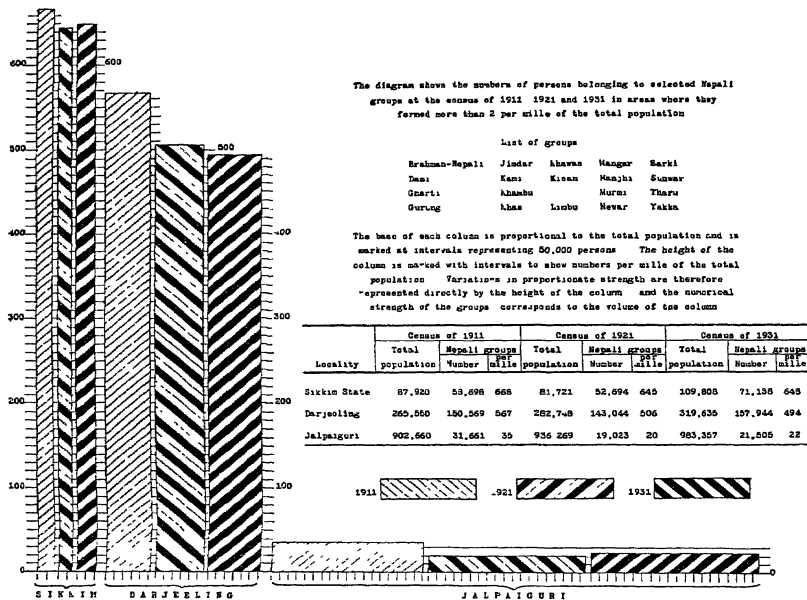 The diagram shows the numbers of persons belonging to selected Nepali
groups at the census of 1911 1921 and 1931 in areas where they
formed more than 2 per mille of the total population
List of groups
Brahman-Nepali Jimdar Khawas Mangar Sarki
Dami Kami Kisan Manjhi Sunwar
Gharti Khambu Murmi Tharu
Gurung Khas Limbu Newar Yakka
The base of each column is proportional to the total population and is
marked at intervals representing 50,000 persons The height of the
column is marked with intervals to show numbers per mille of the total
population Variations in proportionate strength are therefore
represented directly by the height of the column and the numerical
strength of the groups corresponds to the volume of the column
Census of 1911 Census of 1921 Census of 1931
Total Nepali groups Total Nepali groups Total Nepali groups
Locality population Number per mille population Number per mille population Number per mille
Sikkim State 87,920 58,698 668 81,721 52,694 645 109,808 71,138 648
Darjeeling 265,550 150,569 567 282,748 143,044 506 319,635 157,944 494
Jalpaiguri 902,660 31,661 35 936 269 19,023 20 983,357 21,505 22
1911 1921 1931
600 600
500 500
400 400
300 300
200 200
100 100
0 0
SIKKIM DARJEELING JALPAIGURI